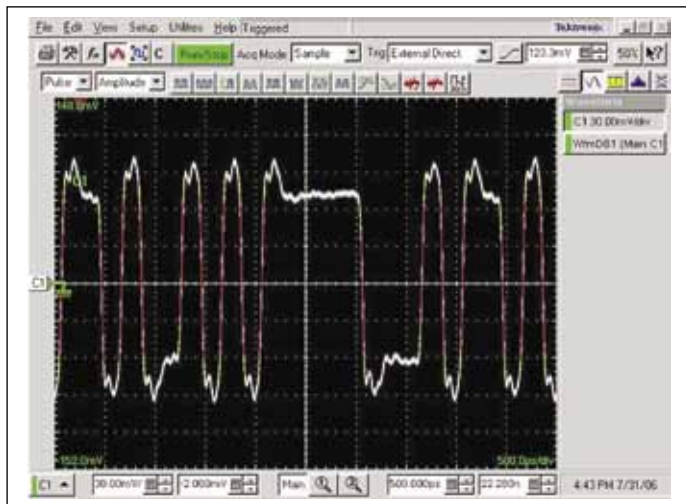 File Edit View Setup Utilities Help Triggered Tektronix
C Run/Stop Acq Mode Sample Trig External Direct 123.3mV 50%
Pulse Amplitude
148.0mV
Waveforms
C1 30.00mV/div
WfmDB1 (Main C1
C1
C1
-152.0mV 500.0ps/div
C1 30.00mV -2.000mV Main 500.000ps 22.280n 4:43 PM 7/31/06